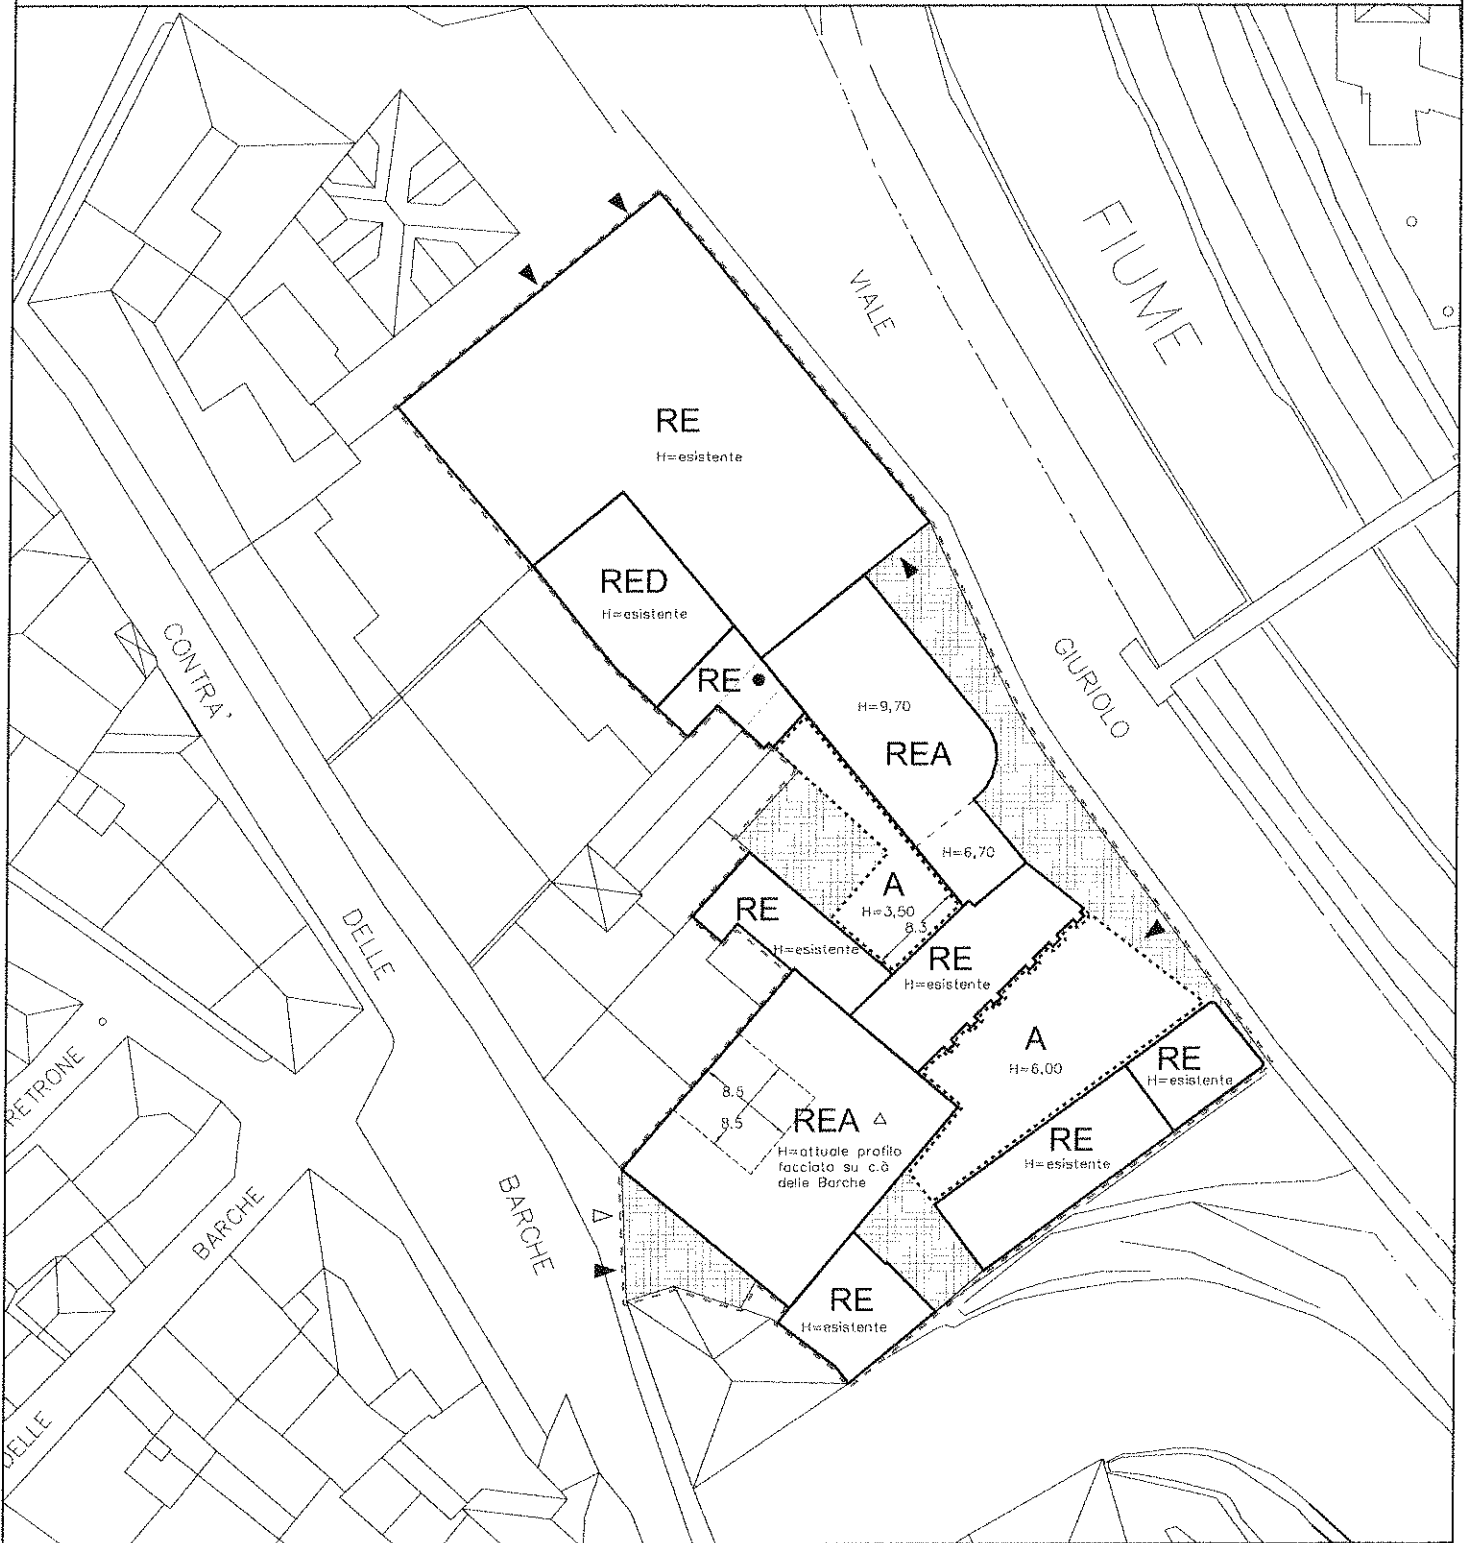 FIUME
VIALE
GIURIOLO
RE
H=esistente
RED
H=esistente
RE
H=9,70
REA
H=6,70
A
H=3,50
8.3
RE
H=esistente
RE
H=esistente
A
H=6,00
RE
H=esistente
RE
H=esistente
8.5
8.5
REA
H=attuale profilo
facciata su c.à
delle Barche
RE
H=esistente
CONTRA'
DELLE
BARCHE
RETRONE
BARCHE
DELLE